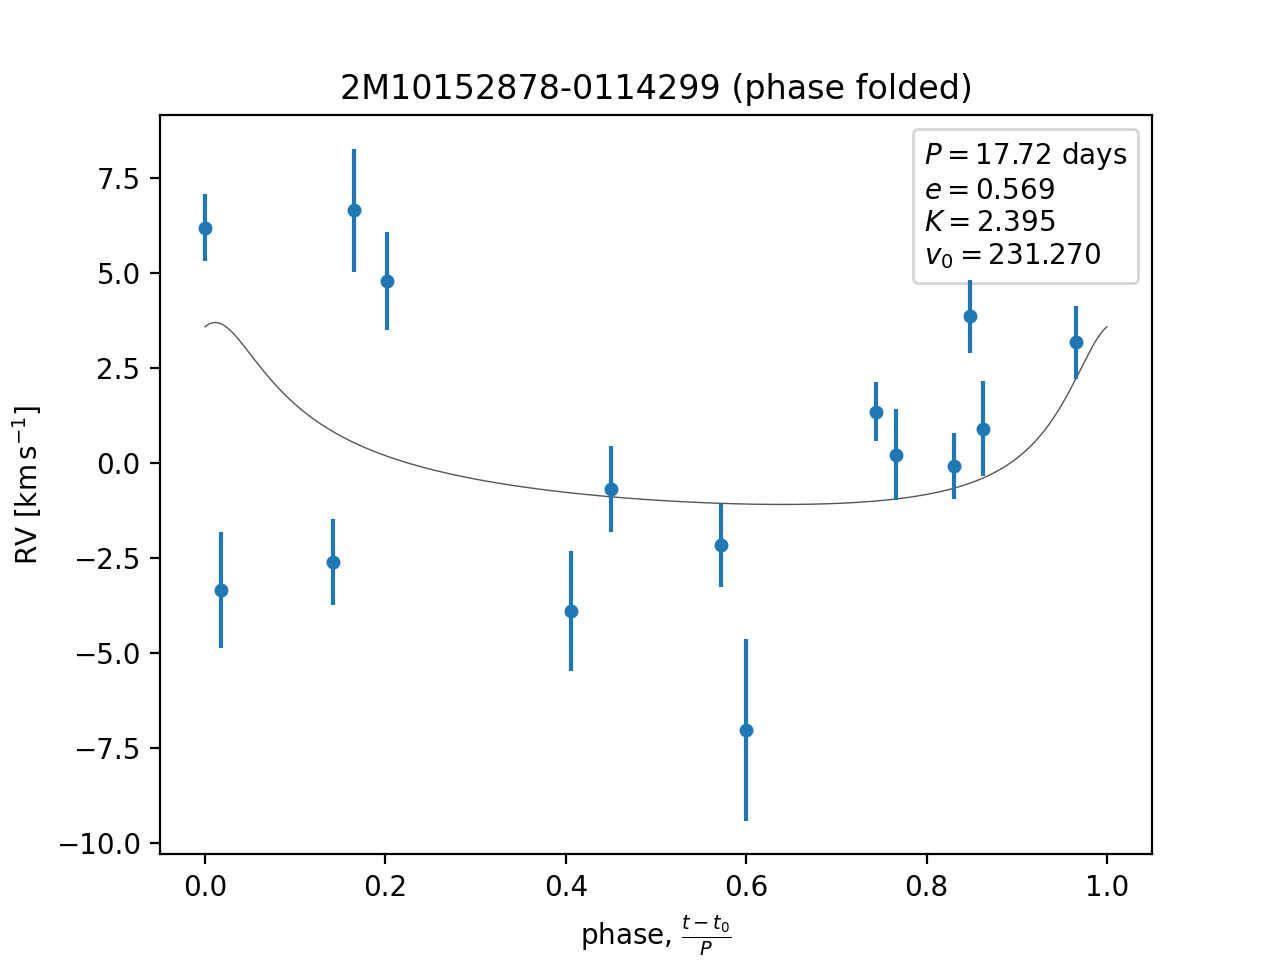 2M10152878-0114299 (phase folded)
P = 17.72 days
e = 0.569
K = 2.395
v₀ = 231.270
7.5
5.0
2.5
0.0
−2.5
−5.0
−7.5
−10.0
RV [km s⁻¹]
0.0 0.2 0.4 0.6 0.8 1.0
phase, (t − t₀)/P